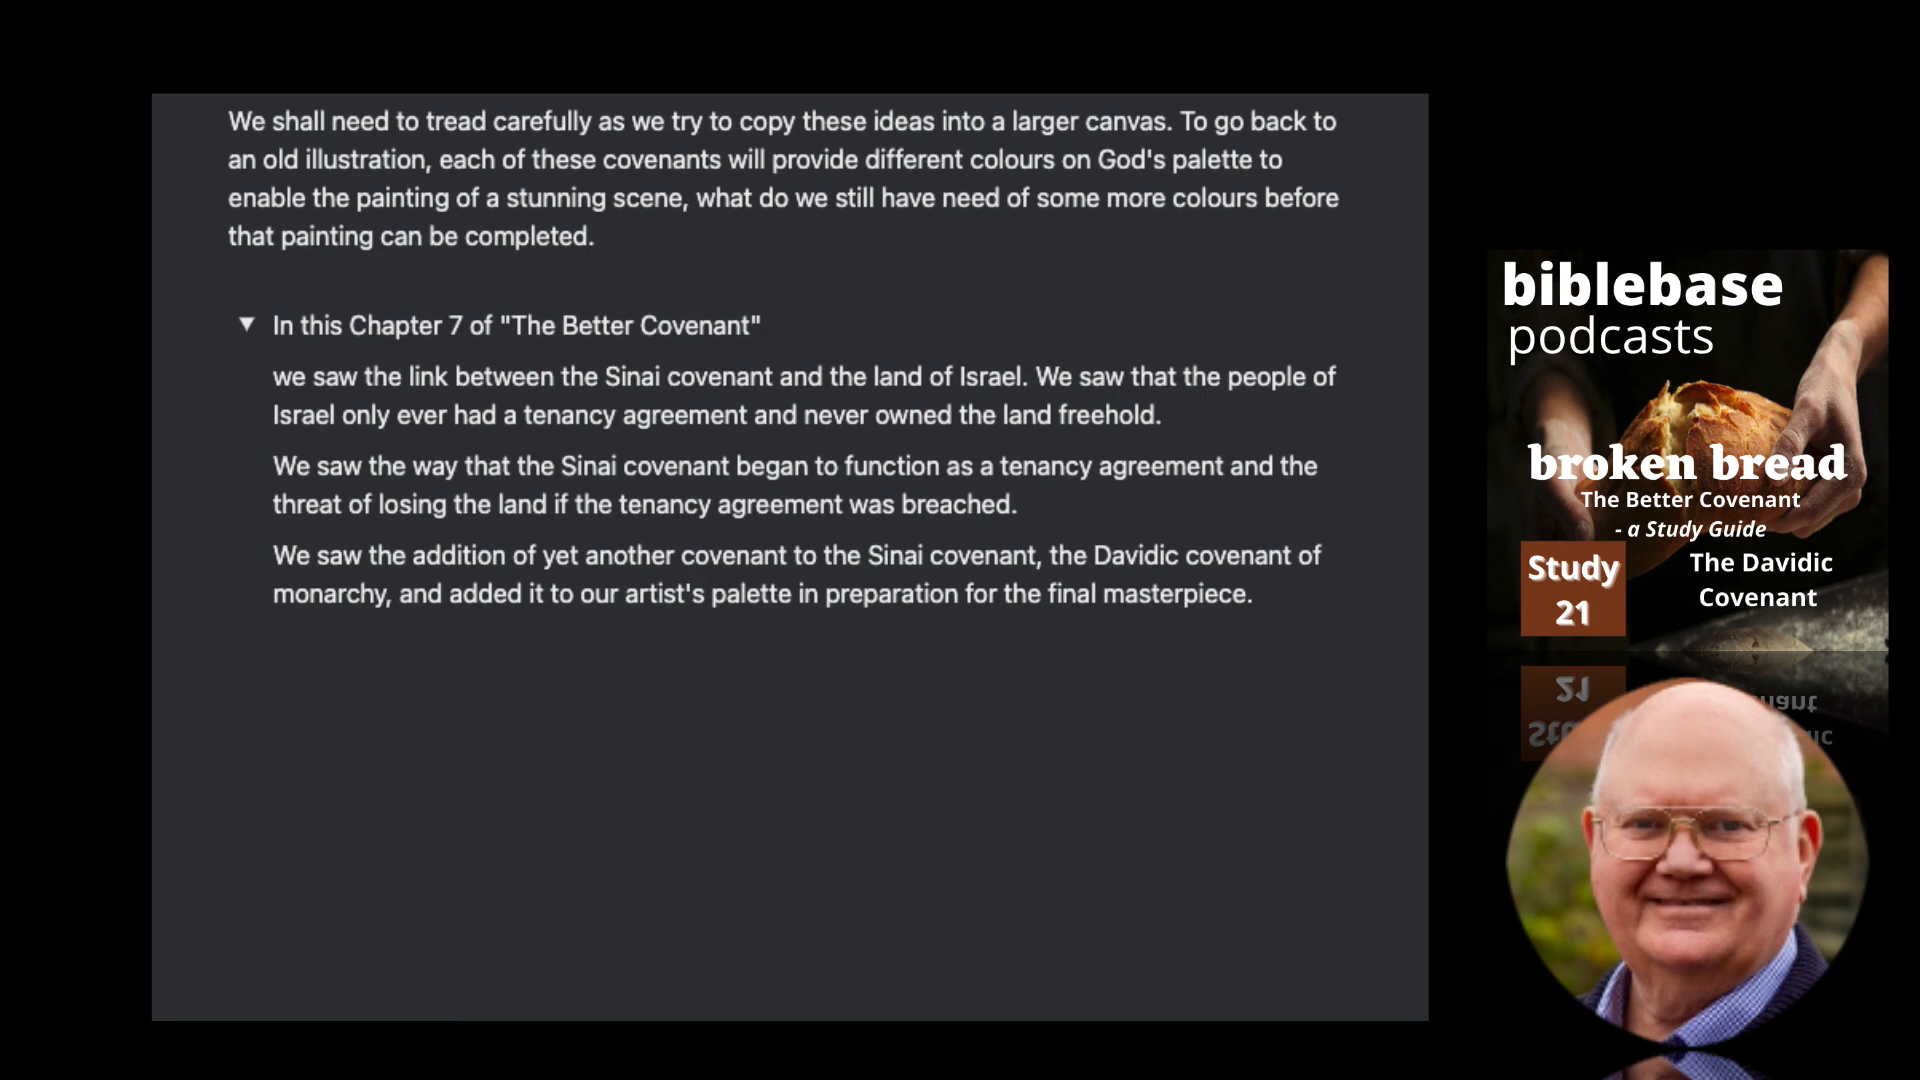 We shall need to tread carefully as we try to copy these ideas into a larger canvas. To go back to
an old illustration, each of these covenants will provide different colours on God's palette to
enable the painting of a stunning scene, what do we still have need of some more colours before
that painting can be completed.
▼ In this Chapter 7 of "The Better Covenant"
we saw the link between the Sinai covenant and the land of Israel. We saw that the people of
Israel only ever had a tenancy agreement and never owned the land freehold.
We saw the way that the Sinai covenant began to function as a tenancy agreement and the
threat of losing the land if the tenancy agreement was breached.
We saw the addition of yet another covenant to the Sinai covenant, the Davidic covenant of
monarchy, and added it to our artist's palette in preparation for the final masterpiece.
biblebase
podcasts
broken bread
The Better Covenant
- a Study Guide
Study
21
The Davidic
Covenant